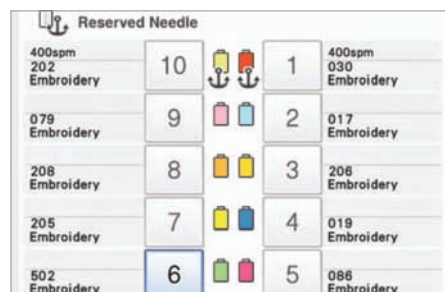 Reserved Needle
400spm
202
Embroidery
10
1
400spm
030
Embroidery
079
Embroidery
9
2
017
Embroidery
208
Embroidery
8
3
206
Embroidery
205
Embroidery
7
4
019
Embroidery
502
Embroidery
6
5
086
Embroidery